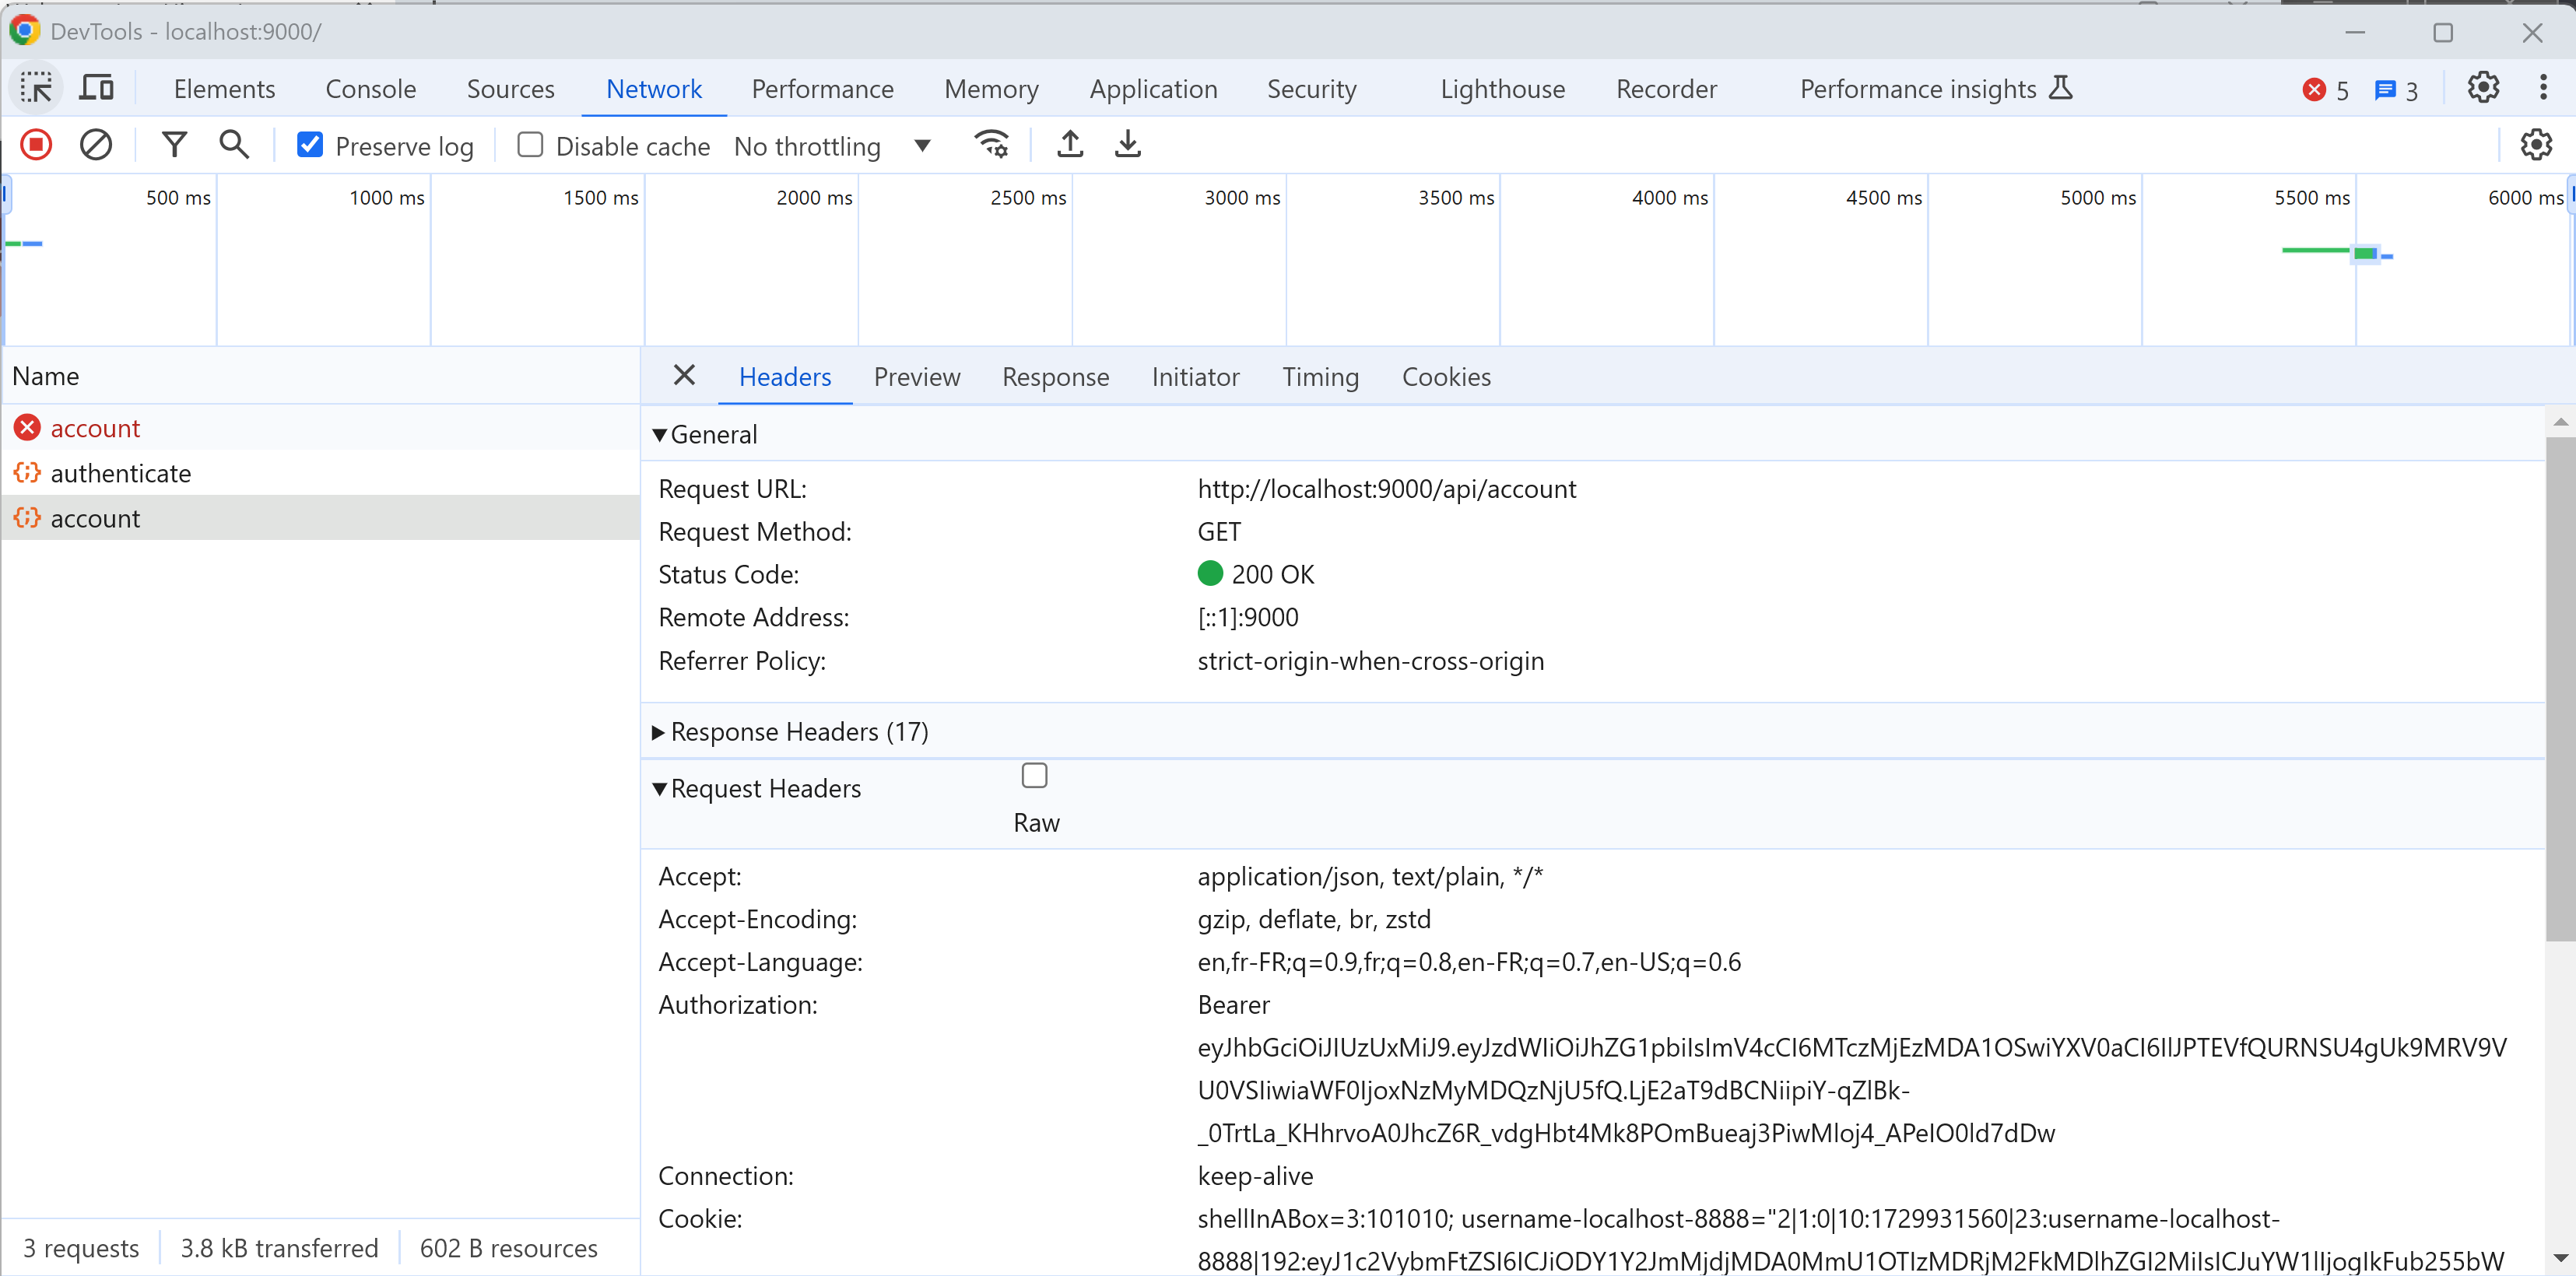 DevTools - localhost:9000/
Elements Console Sources Network Performance Memory Application Security Lighthouse Recorder Performance insights 5 3
Preserve log Disable cache No throttling
500 ms 1000 ms 1500 ms 2000 ms 2500 ms 3000 ms 3500 ms 4000 ms 4500 ms 5000 ms 5500 ms 6000 ms
Name
account
authenticate
account
3 requests 3.8 kB transferred 602 B resources
Headers Preview Response Initiator Timing Cookies
General
Request URL: http://localhost:9000/api/account
Request Method: GET
Status Code: 200 OK
Remote Address: [::1]:9000
Referrer Policy: strict-origin-when-cross-origin
Response Headers (17)
Request Headers
Raw
Accept: application/json, text/plain, */*
Accept-Encoding: gzip, deflate, br, zstd
Accept-Language: en,fr-FR;q=0.9,fr;q=0.8,en-FR;q=0.7,en-US;q=0.6
Authorization: Bearer
eyJhbGciOiJIUzUxMiJ9.eyJzdWIiOiJhZG1pbiIsImV4cCI6MTczMjEzMDA1OSwiYXV0aCI6IlJPTEVfQURNSU4gUk9MRV9V
U0VSIiwiaWF0IjoxNzMyMDQzNjU5fQ.LjE2aT9dBCNiipiY-qZlBk-
_0TrtLa_KHhrvoA0JhcZ6R_vdgHbt4Mk8POmBueaj3PiwMloj4_APelO0ld7dDw
Connection: keep-alive
Cookie: shellInABox=3:101010; username-localhost-8888="2|1:0|10:1729931560|23:username-localhost-
8888|192:eyJ1c2VybmFtZSI6ICJiODY1Y2JmMjdjMDA0MmU1OTIzMDRjM2FkMDlhZGI2MiIsICJuYW1lIjogIkFub255bW